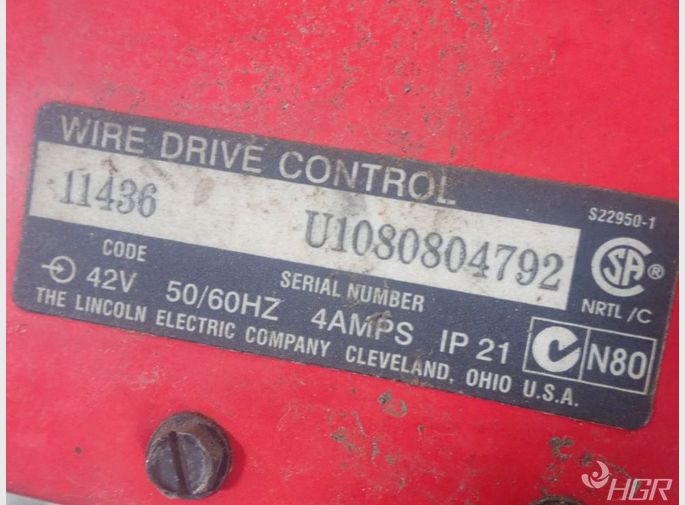 WIRE DRIVE CONTROL
11436 U1080804792
S22950-1
CODE SERIAL NUMBER
SA ®
NRTL /C
42V 50/60HZ 4AMPS IP 21
N80
THE LINCOLN ELECTRIC COMPANY CLEVELAND, OHIO U.S.A.
HGR